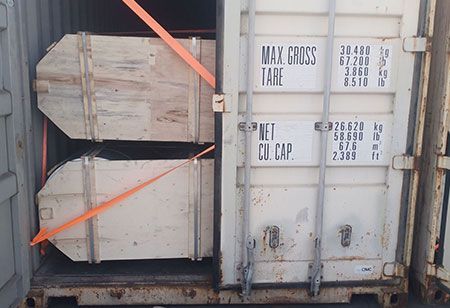 MAX. GROSS 30.480 kg
67.200 lb
TARE 3.860 kg
8.510 lb
NET 26.620 kg
58.690 lb
CU. CAP. 67.6 m³
2.389 ft³
CIMC